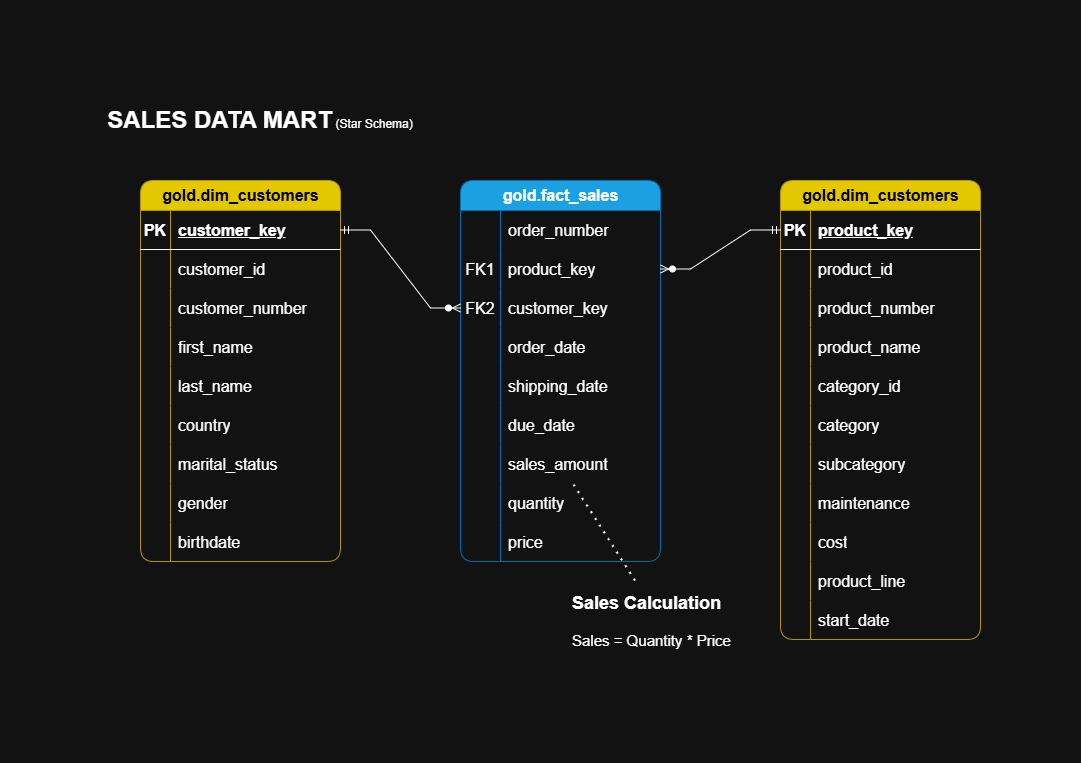 SALES DATA MART (Star Schema)
gold.dim_customers
PK customer_key
customer_id
customer_number
first_name
last_name
country
marital_status
gender
birthdate
gold.fact_sales
order_number
FK1 product_key
FK2 customer_key
order_date
shipping_date
due_date
sales_amount
quantity
price
Sales Calculation
Sales = Quantity * Price
gold.dim_customers
PK product_key
product_id
product_number
product_name
category_id
category
subcategory
maintenance
cost
product_line
start_date